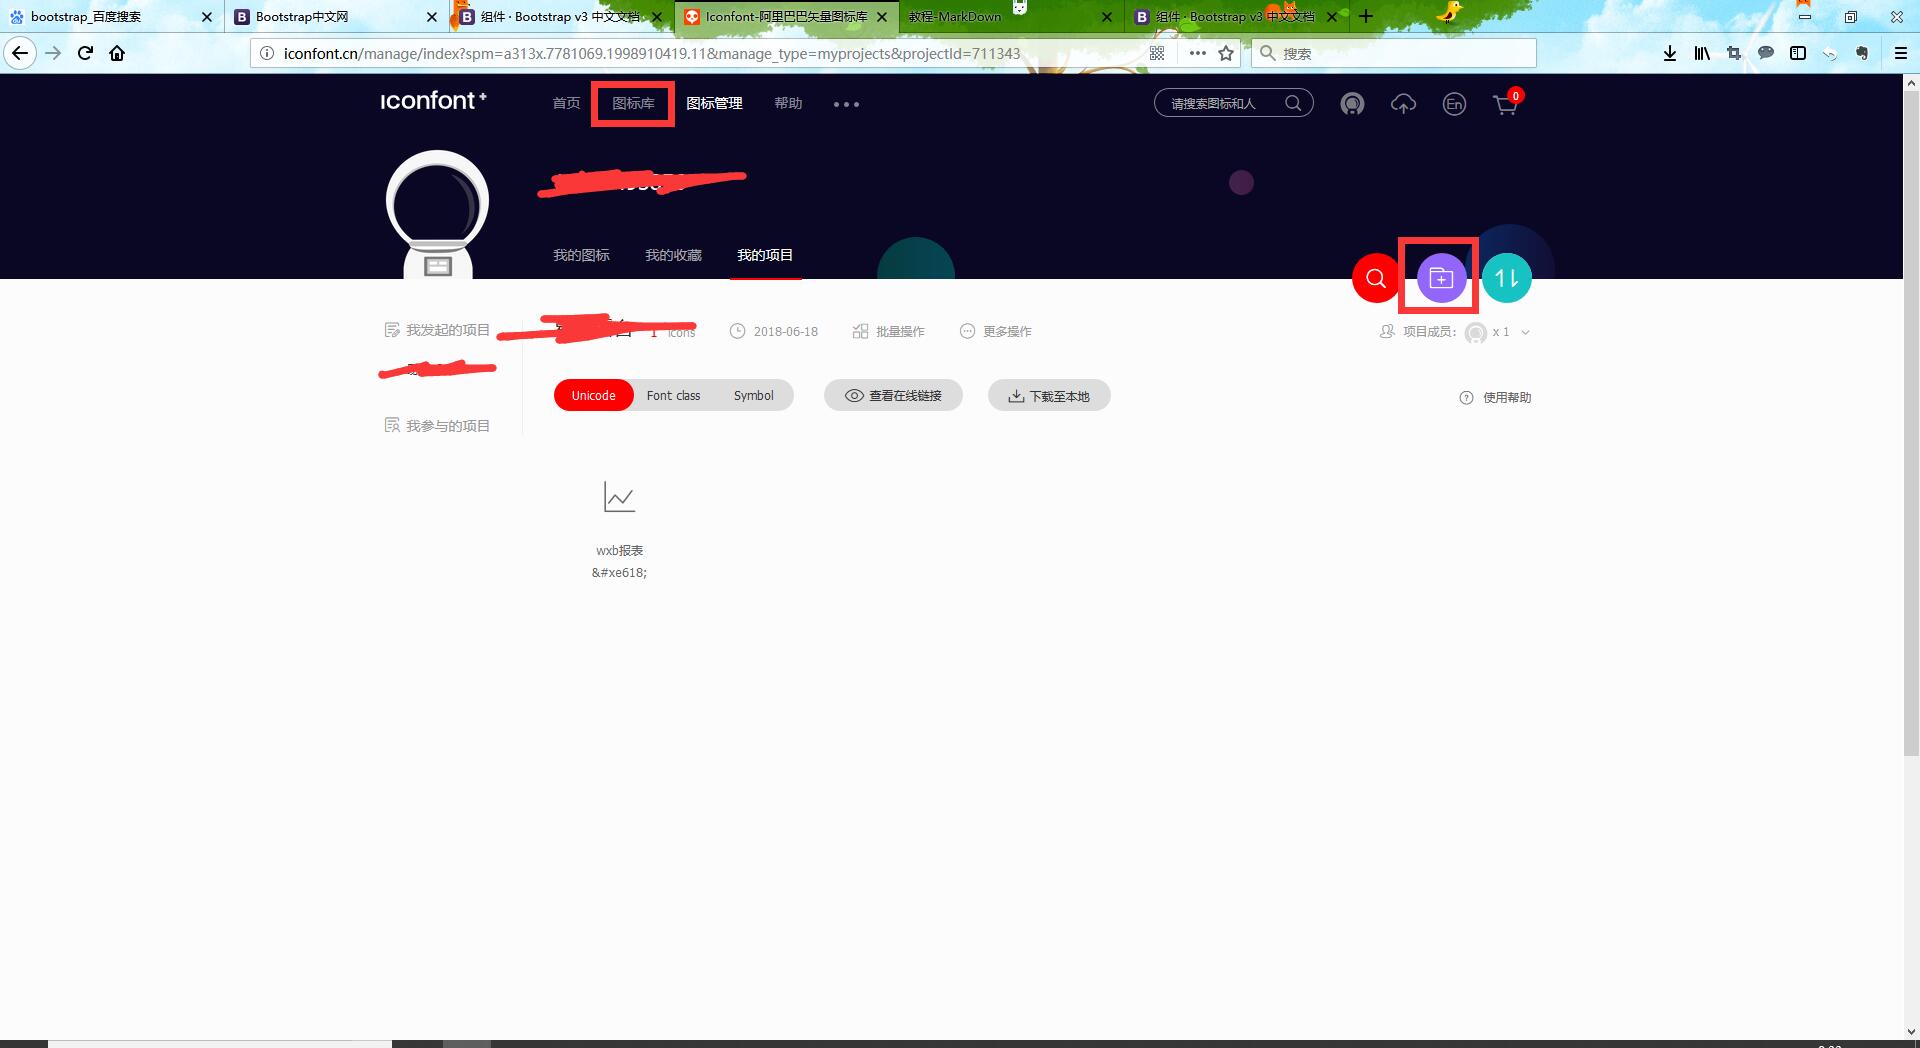 bootstrap_百度搜索
Bootstrap中文网
组件 · Bootstrap v3 中文文档
Iconfont-阿里巴巴矢量图标库
教程-MarkDown
组件 · Bootstrap v3 中文文档
iconfont.cn/manage/index?spm=a313x.7781069.1998910419.11&manage_type=myprojects&projectId=711343
搜索
iconfont+
首页
图标库
图标管理
帮助
请搜索图标和人
En
0
我的图标
我的收藏
我的项目
我发起的项目
1 icons
2018-06-18
批量操作
更多操作
项目成员:
x 1
Unicode
Font class
Symbol
查看在线链接
下载至本地
使用帮助
我参与的项目
wxb报表
&#xe618;